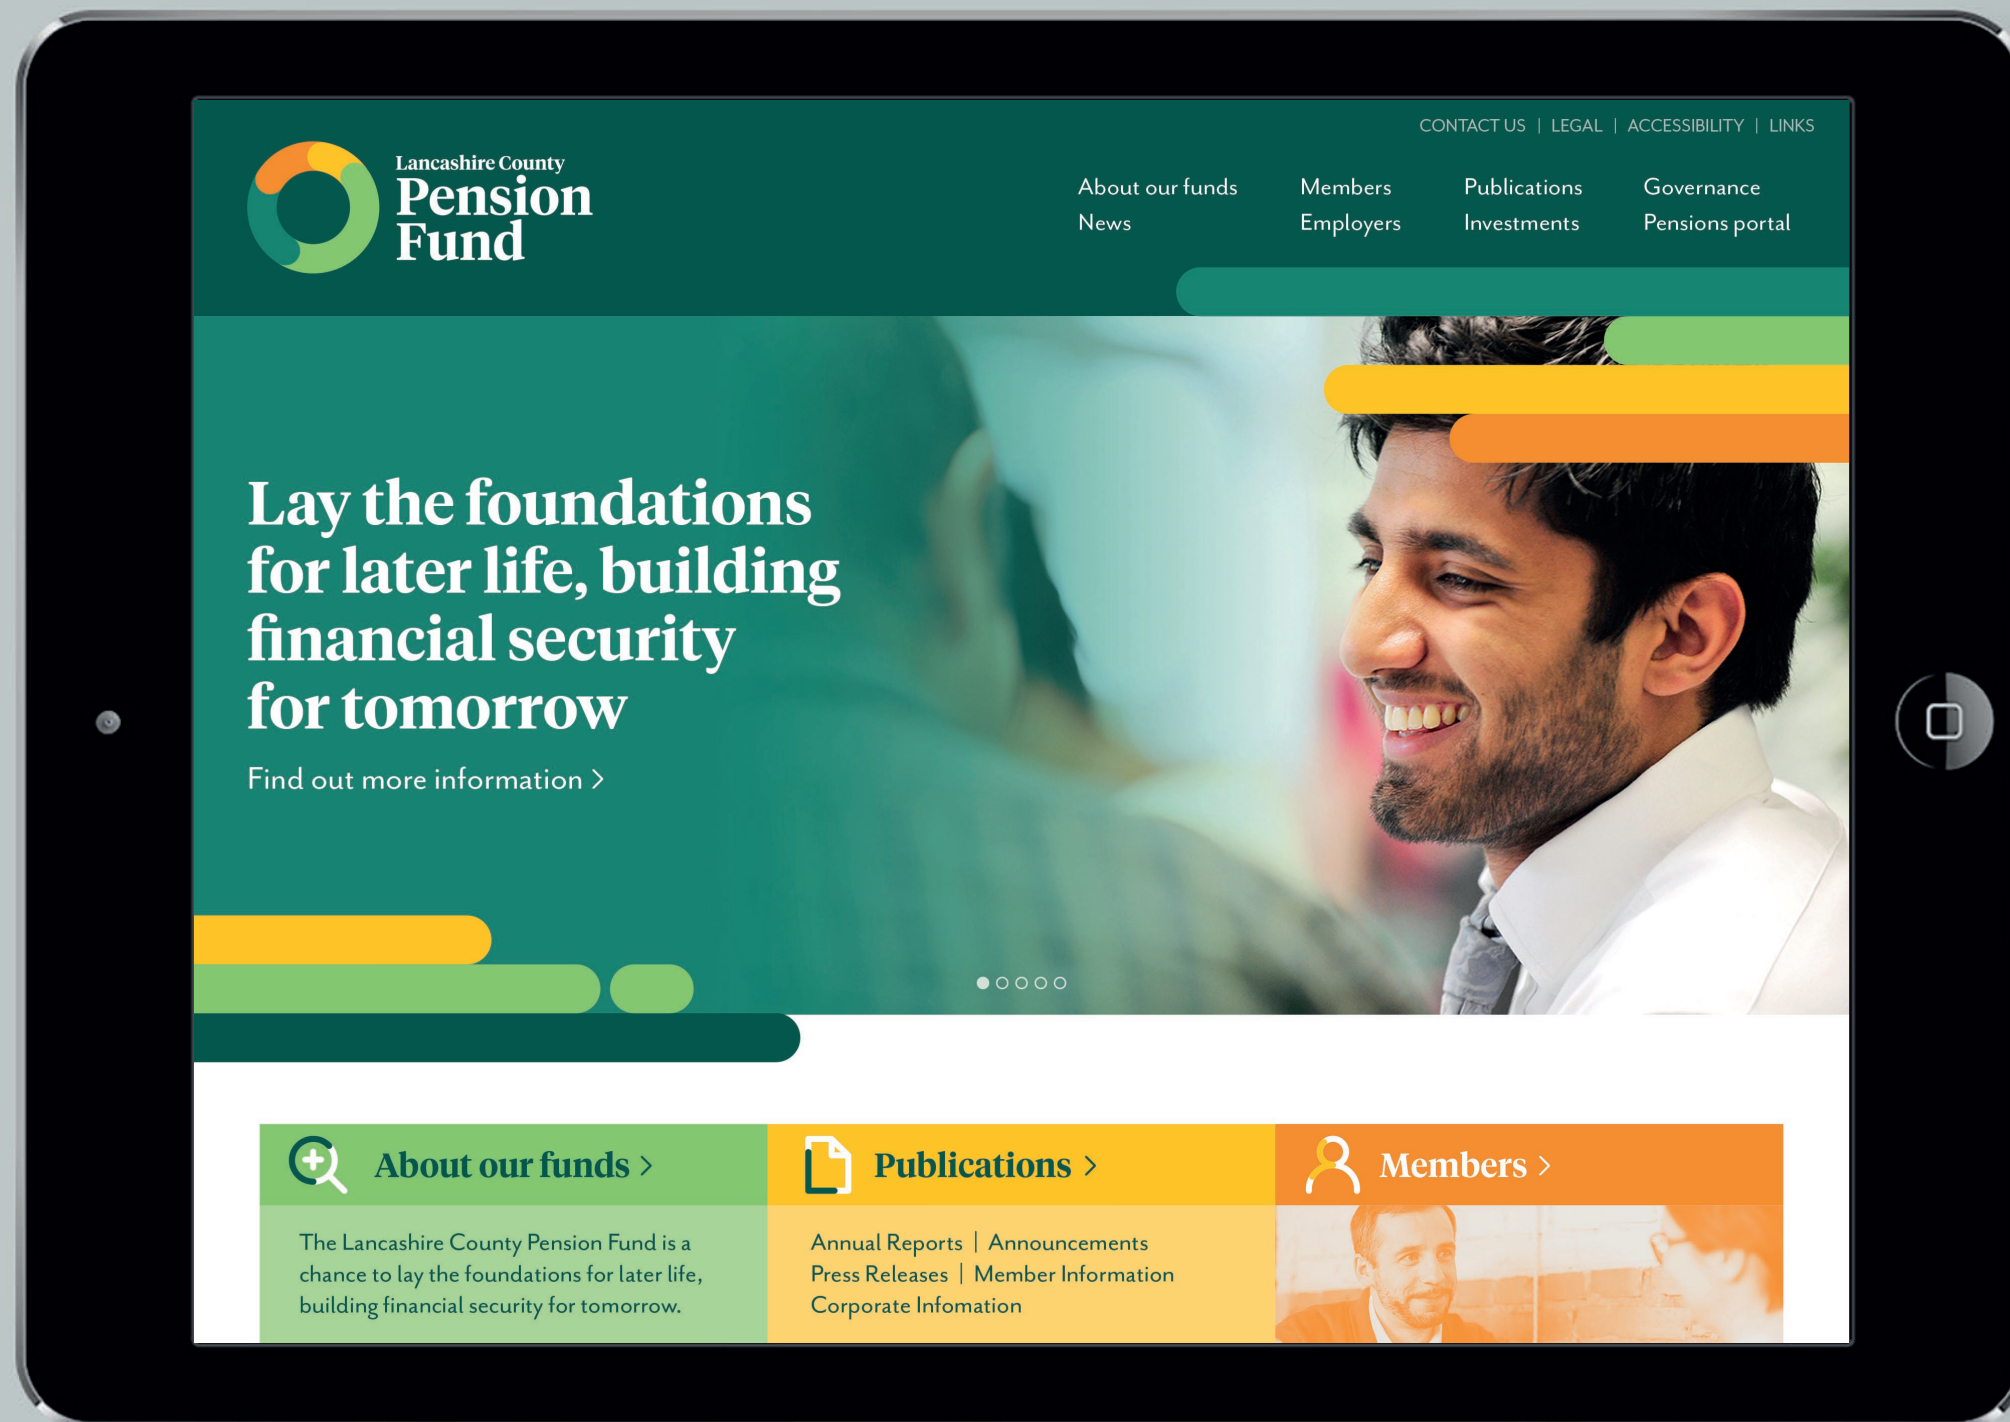 CONTACT US | LEGAL | ACCESSIBILITY | LINKS
Lancashire County
Pension
Fund
About our funds Members Publications Governance
News Employers Investments Pensions portal
Lay the foundations
for later life, building
financial security
for tomorrow
Find out more information >
About our funds >
The Lancashire County Pension Fund is a
chance to lay the foundations for later life,
building financial security for tomorrow.
Publications >
Annual Reports | Announcements
Press Releases | Member Information
Corporate Infomation
Members >